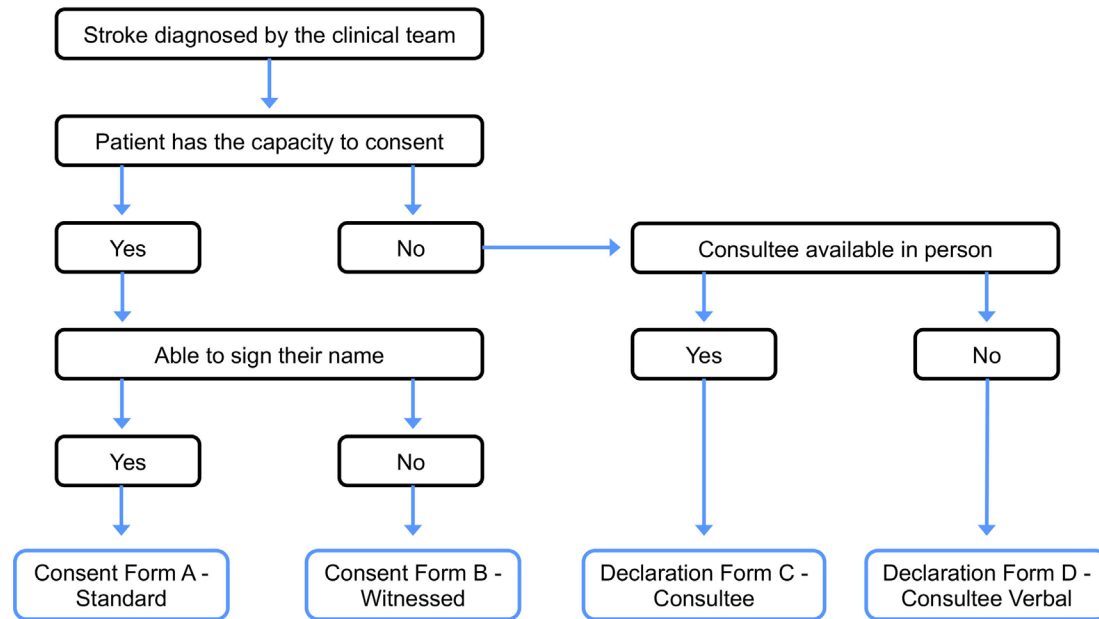 Stroke diagnosed by the clinical team
Patient has the capacity to consent
Yes
No
Consultee available in person
Able to sign their name
Yes
No
Yes
No
Consent Form A -
Standard
Consent Form B -
Witnessed
Declaration Form C -
Consultee
Declaration Form D -
Consultee Verbal